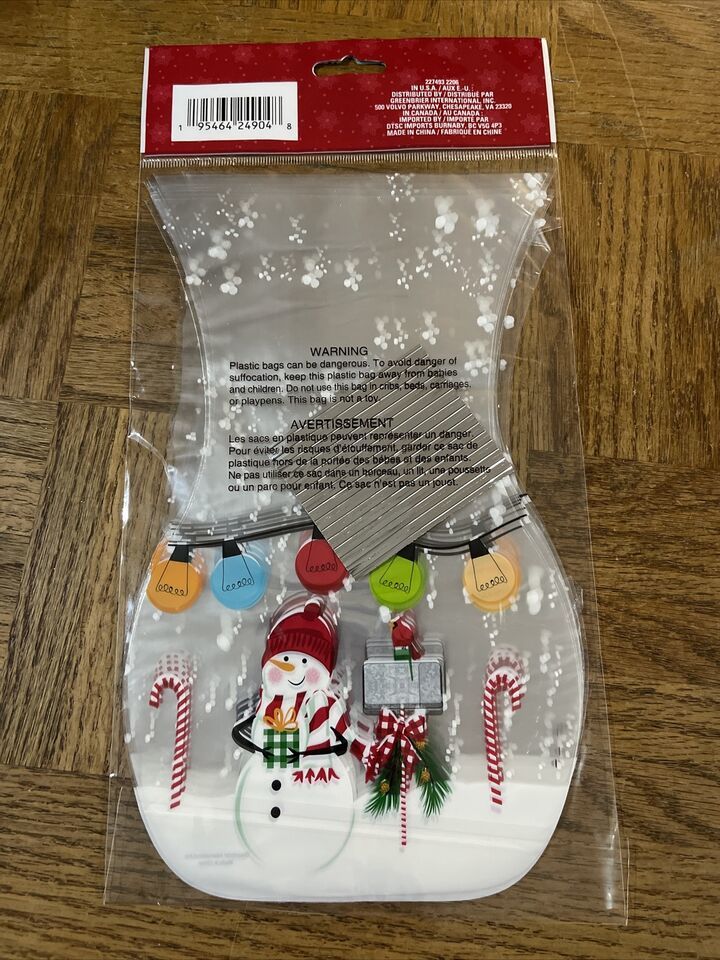 227493 2206
IN U.S.A. / AUX É.-U. :
DISTRIBUTED BY / DISTRIBUÉ PAR
GREENBRIER INTERNATIONAL, INC.
500 VOLVO PARKWAY, CHESAPEAKE, VA 23320
IN CANADA / AU CANADA :
IMPORTED BY / IMPORTÉ PAR
DTSC IMPORTS BURNABY, BC V5G 4P3
MADE IN CHINA / FABRIQUÉ EN CHINE
1 95464 24904 8
WARNING
Plastic bags can be dangerous. To avoid danger of
suffocation, keep this plastic bag away from babies
and children. Do not use this bag in cribs, beds, carriages,
or playpens. This bag is not a toy.
AVERTISSEMENT
Les sacs en plastique peuvent représenter un danger.
Pour éviter les risques d'étouffement, garder ce sac de
plastique hors de la portée des bébés et des enfants.
Ne pas utiliser ce sac dans un berceau, un lit, une poussette
ou un parc pour enfant. Ce sac n'est pas un jouet.